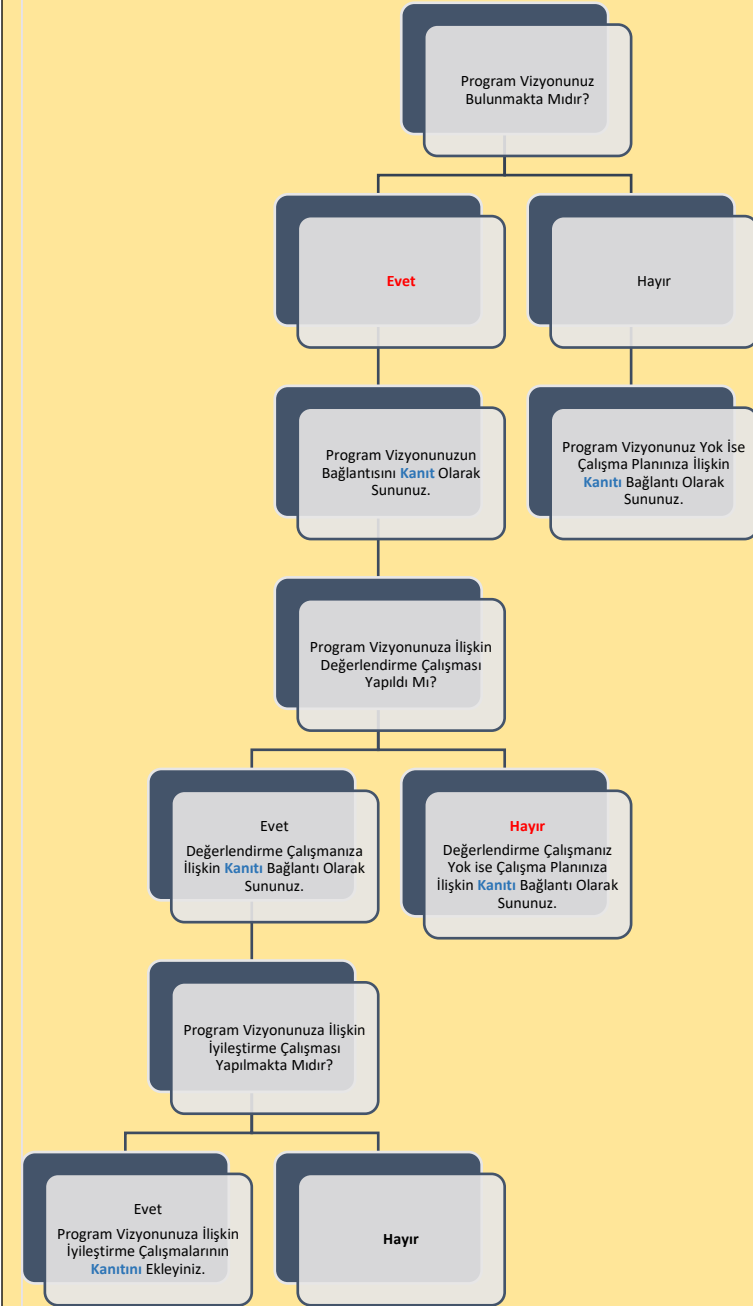 Program Vizyonunuz
Bulunmakta Mıdır?
Evet
Hayır
Program Vizyonunuzun
Bağlantısını Kanıt Olarak
Sununuz.
Program Vizyonunuz Yok İse
Çalışma Planınıza İlişkin
Kanıtı Bağlantı Olarak
Sununuz.
Program Vizyonunuza İlişkin
Değerlendirme Çalışması
Yapıldı Mı?
Evet
Değerlendirme Çalışmanıza
İlişkin Kanıtı Bağlantı Olarak
Sununuz.
Hayır
Değerlendirme Çalışmanız
Yok ise Çalışma Planınıza
İlişkin Kanıtı Bağlantı Olarak
Sununuz.
Program Vizyonunuza İlişkin
İyileştirme Çalışması
Yapılmakta Mıdır?
Evet
Program Vizyonunuza İlişkin
İyileştirme Çalışmalarının
Kanıtını Ekleyiniz.
Hayır